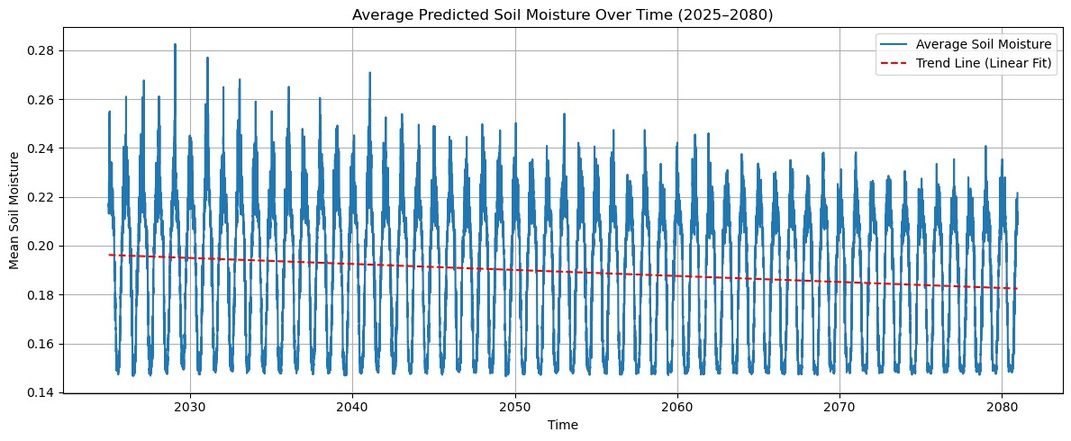 Average Predicted Soil Moisture Over Time (2025–2080)
Average Soil Moisture
Trend Line (Linear Fit)
Mean Soil Moisture
0.28
0.26
0.24
0.22
0.20
0.18
0.16
0.14
2030
2040
2050
2060
2070
2080
Time